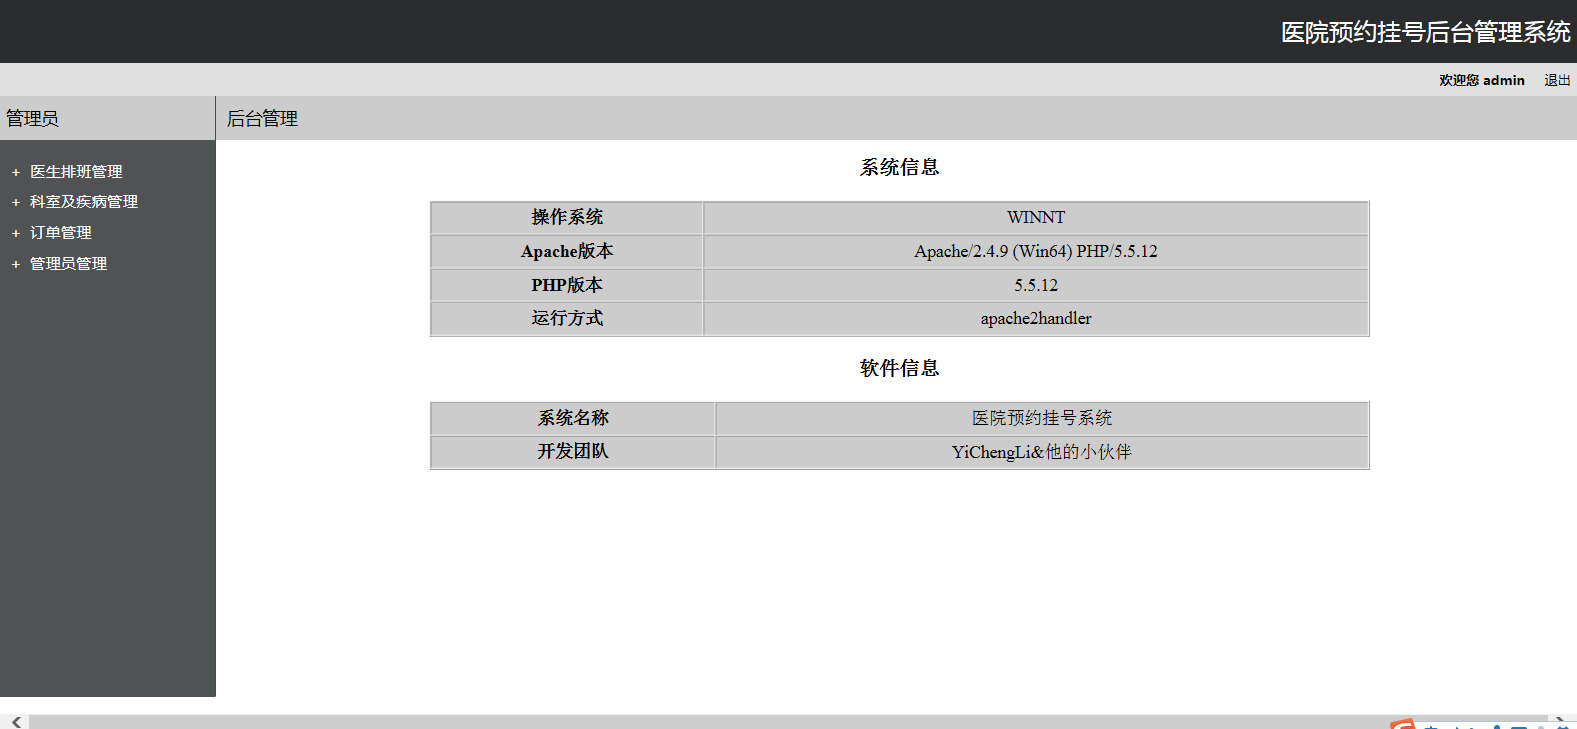 医院预约挂号后台管理系统
欢迎您 admin 退出
管理员
后台管理
+ 医生排班管理
+ 科室及疾病管理
+ 订单管理
+ 管理员管理
系统信息
操作系统 WINNT
Apache版本 Apache/2.4.9 (Win64) PHP/5.5.12
PHP版本 5.5.12
运行方式 apache2handler
软件信息
系统名称 医院预约挂号系统
开发团队 YiChengLi&他的小伙伴